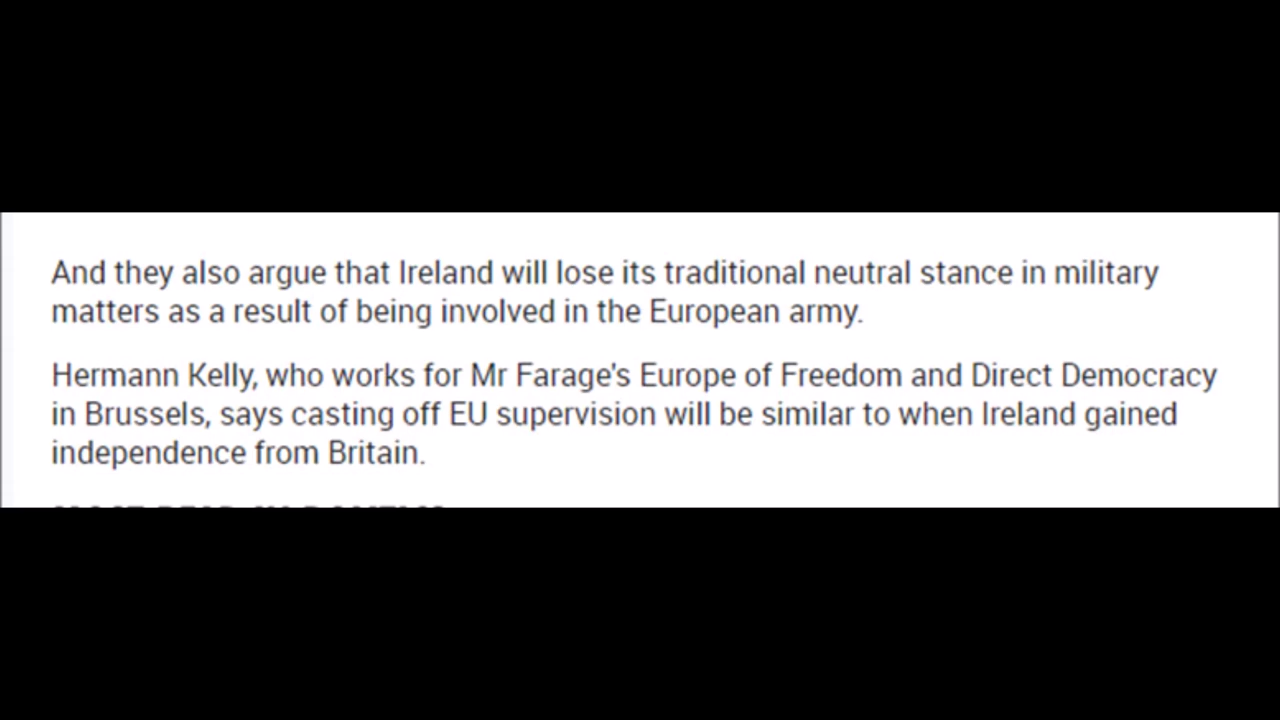 And they also argue that Ireland will lose its traditional neutral stance in military
matters as a result of being involved in the European army.
Hermann Kelly, who works for Mr Farage's Europe of Freedom and Direct Democracy
in Brussels, says casting off EU supervision will be similar to when Ireland gained
independence from Britain.